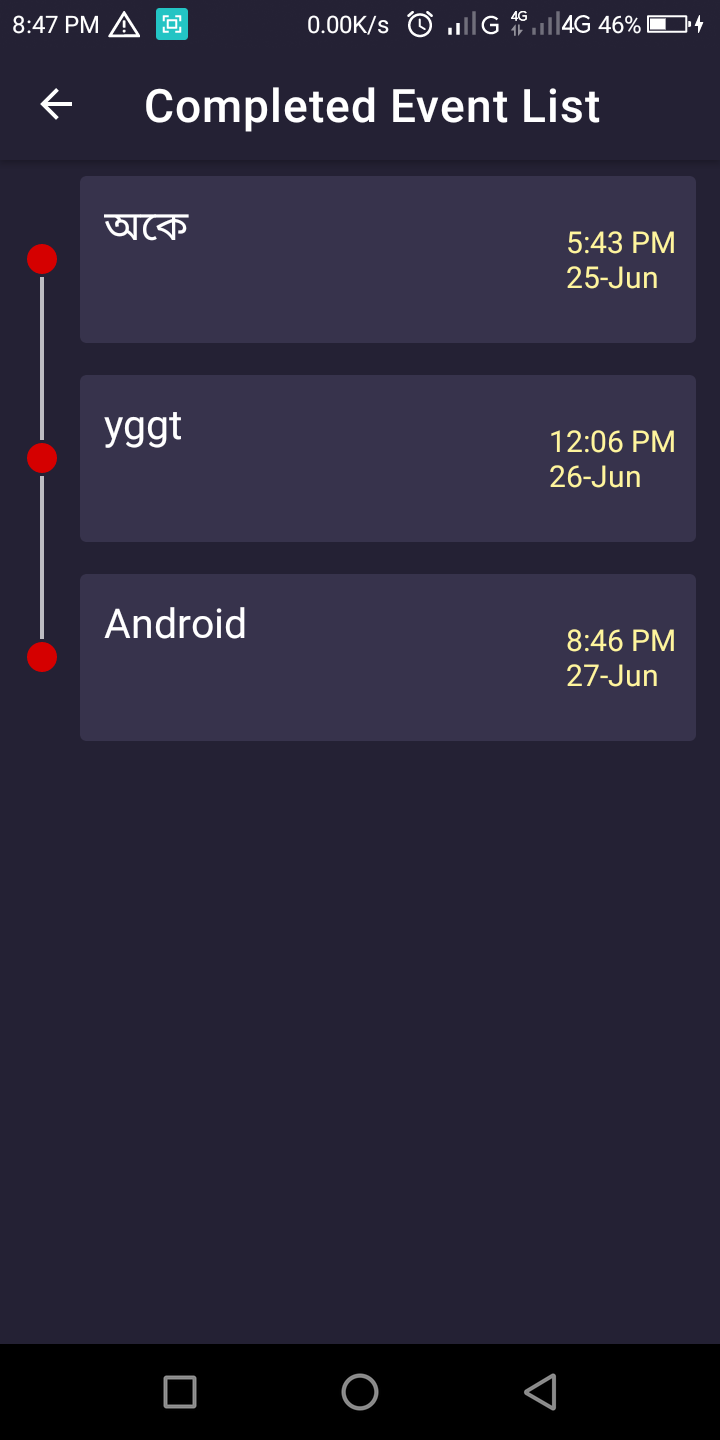 8:47 PM 0.00K/s G 4G 4G 46%
Completed Event List
অকে
5:43 PM
25-Jun
yggt
12:06 PM
26-Jun
Android
8:46 PM
27-Jun